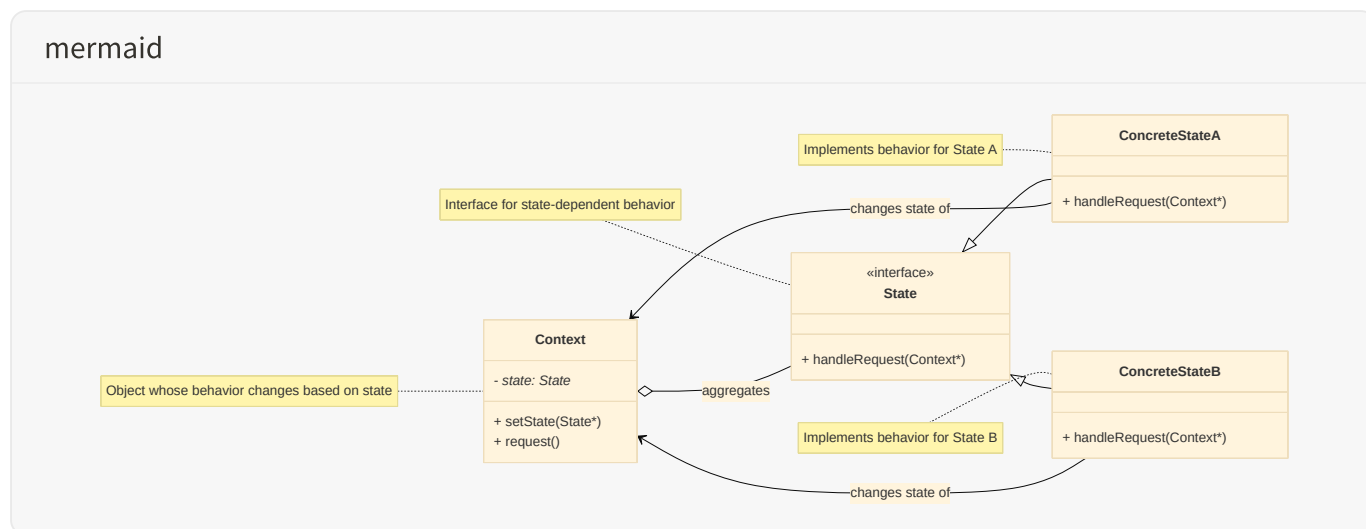 mermaid
ConcreteStateA
+ handleRequest(Context*)
Implements behavior for State A
Interface for state-dependent behavior
changes state of
«interface»
State
+ handleRequest(Context*)
Context
- state: State
+ setState(State*)
+ request()
Object whose behavior changes based on state
aggregates
ConcreteStateB
+ handleRequest(Context*)
Implements behavior for State B
changes state of